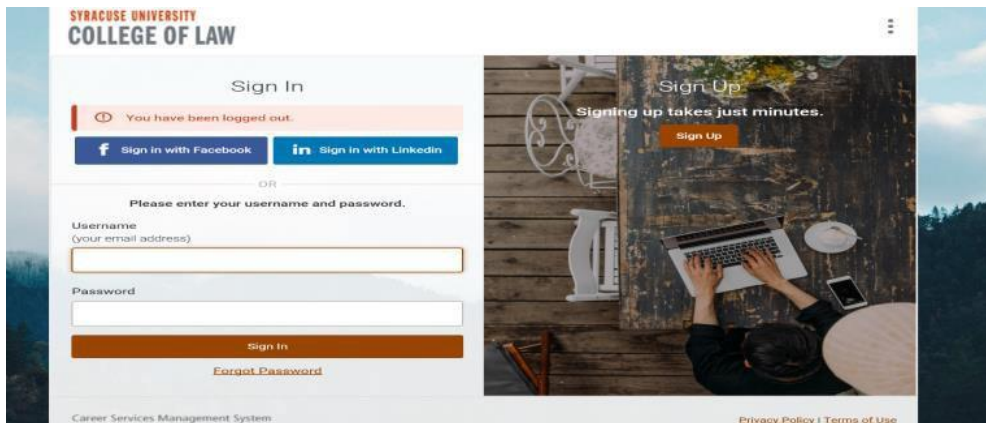 SYRACUSE UNIVERSITY
COLLEGE OF LAW
Sign In
You have been logged out.
f Sign in with Facebook
in Sign in with Linkedin
OR
Please enter your username and password.
Username
(your email address)
Password
Sign In
Forgot Password
Sign Up
Signing up takes just minutes.
Sign Up
Career Services Management System
Privacy Policy | Terms of Use